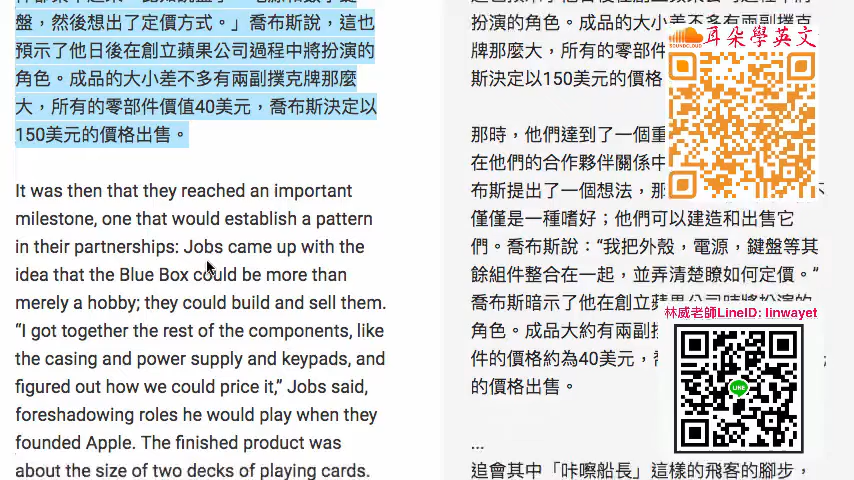 盤，然後想出了定價方式。」喬布斯說，這也
預示了他日後在創立蘋果公司過程中將扮演的
角色。成品的大小差不多有兩副撲克牌那麼
大，所有的零部件價值40美元，喬布斯決定以
150美元的價格出售。
It was then that they reached an important
milestone, one that would establish a pattern
in their partnerships: Jobs came up with the
idea that the Blue Box could be more than
merely a hobby; they could build and sell them.
“I got together the rest of the components, like
the casing and power supply and keypads, and
figured out how we could price it,” Jobs said,
foreshadowing roles he would play when they
founded Apple. The finished product was
about the size of two decks of playing cards.
扮演的角色。成品的大小差不多有兩副撲克
牌那麼大，所有的零部件
斯決定以150美元的價格
那時，他們達到了一個重
在他們的合作夥伴關係中
布斯提出了一個想法，那
僅僅是一種嗜好；他們可以建造和出售它
們。喬布斯說：“我把外殼，電源，鍵盤等其
餘組件整合在一起，並弄清楚瞭如何定價。”
喬布斯暗示了他在創立蘋果公司時將扮演的
角色。成品大約有兩副
件的價格約為40美元，
的價格出售。
...
追會其中「咔嚓船長」這樣的飛客的腳步，
SOUNDCLOUD
耳朵學英文
林威老師LineID: linwayet
LINE